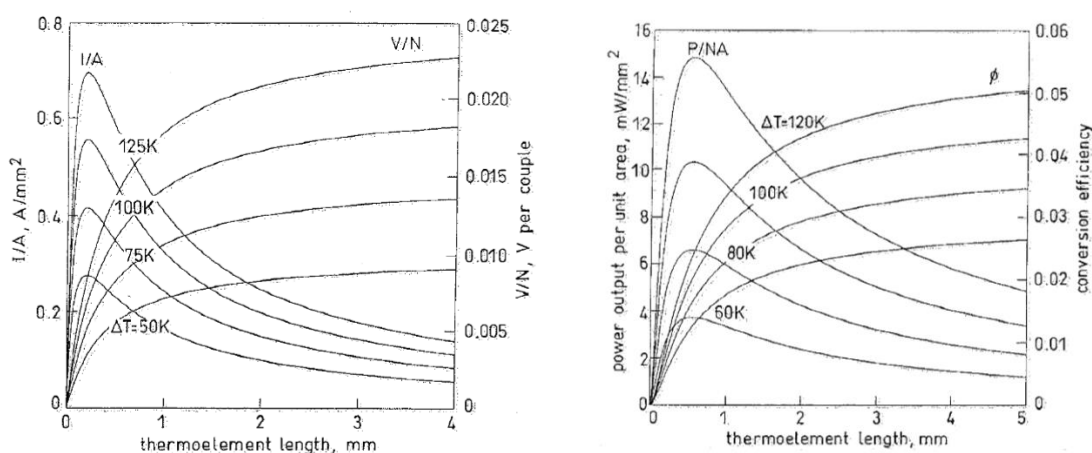 0.8
0.6
0.4
0.2
0
I/A, A/mm²
I/A
V/N
125K
100K
75K
ΔT=50K
0.025
0.020
0.015
0.010
0.005
0.000
V/N, V per couple
0 1 2 3 4
thermoelement length, mm
16
14
12
10
8
6
4
2
0
power output per unit area, mW/mm²
P/NA
ϕ
ΔT=120K
100K
80K
60K
0.06
0.05
0.04
0.03
0.02
0.01
0
conversion efficiency
0 1 2 3 4 5
thermoelement length, mm